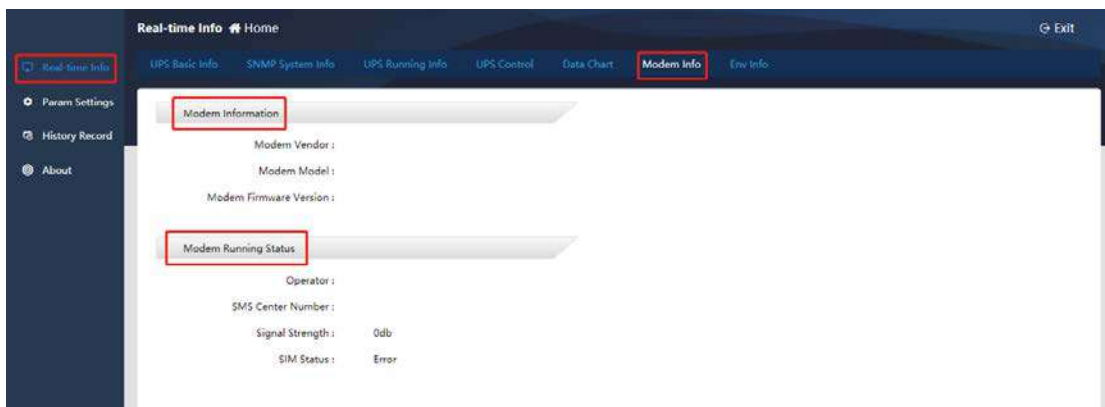 Real-time Info Home Exit
Real-time Info
UPS Basic Info SNMP System Info UPS Running Info UPS Control Data Chart Modem Info Env Info
Param Settings
History Record
About
Modem Information
Modem Vendor :
Modem Model :
Modem Firmware Version :
Modem Running Status
Operator :
SMS Center Number :
Signal Strength : 0db
SIM Status : Error